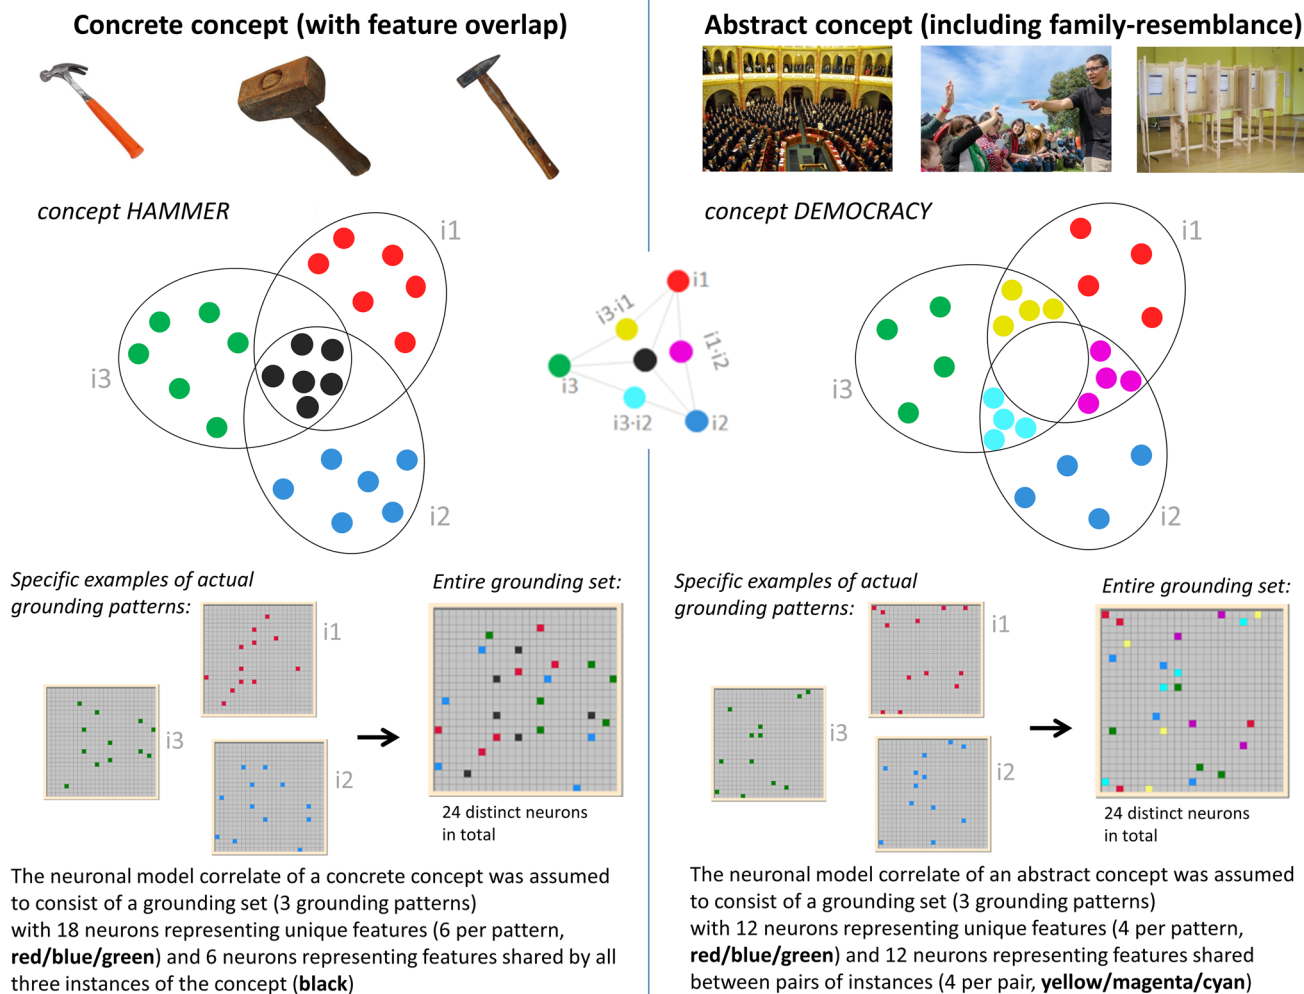 Concrete concept (with feature overlap)
concept HAMMER
i1
i3
i2
Specific examples of actual
grounding patterns:
i1
i3
i2
Entire grounding set:
24 distinct neurons
in total
The neuronal model correlate of a concrete concept was assumed
to consist of a grounding set (3 grounding patterns)
with 18 neurons representing unique features (6 per pattern,
red/blue/green) and 6 neurons representing features shared by all
three instances of the concept (black)
i1
i3·i1
i1·i2
i3
i3·i2
i2
Abstract concept (including family-resemblance)
concept DEMOCRACY
i1
i3
i2
Specific examples of actual
grounding patterns:
i1
i3
i2
Entire grounding set:
24 distinct neurons
in total
The neuronal model correlate of an abstract concept was assumed
to consist of a grounding set (3 grounding patterns)
with 12 neurons representing unique features (4 per pattern,
red/blue/green) and 12 neurons representing features shared
between pairs of instances (4 per pair, yellow/magenta/cyan)